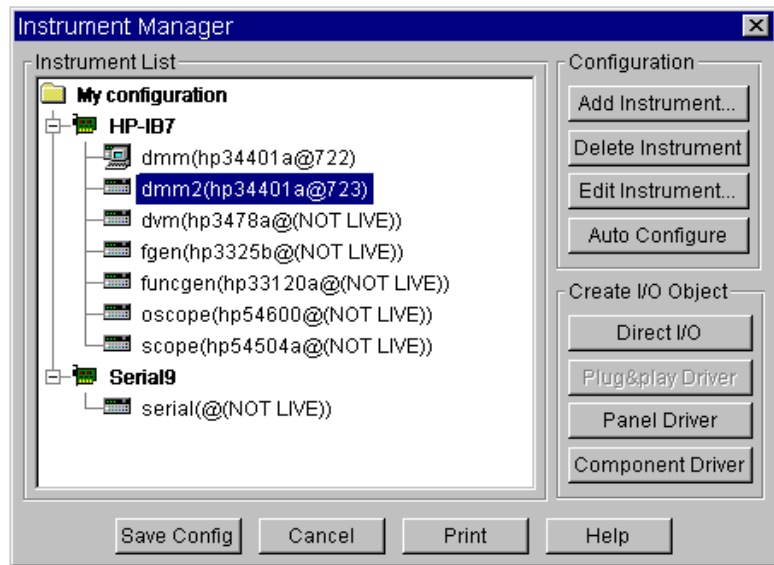 Instrument Manager
Instrument List
My configuration
HP-IB7
dmm(hp34401a@722)
dmm2(hp34401a@723)
dvm(hp3478a@(NOT LIVE))
fgen(hp3325b@(NOT LIVE))
funcgen(hp33120a@(NOT LIVE))
oscope(hp54600@(NOT LIVE))
scope(hp54504a@(NOT LIVE))
Serial9
serial(@(NOT LIVE))
Configuration
Add Instrument...
Delete Instrument
Edit Instrument...
Auto Configure
Create I/O Object
Direct I/O
Plug&play Driver
Panel Driver
Component Driver
Save Config
Cancel
Print
Help